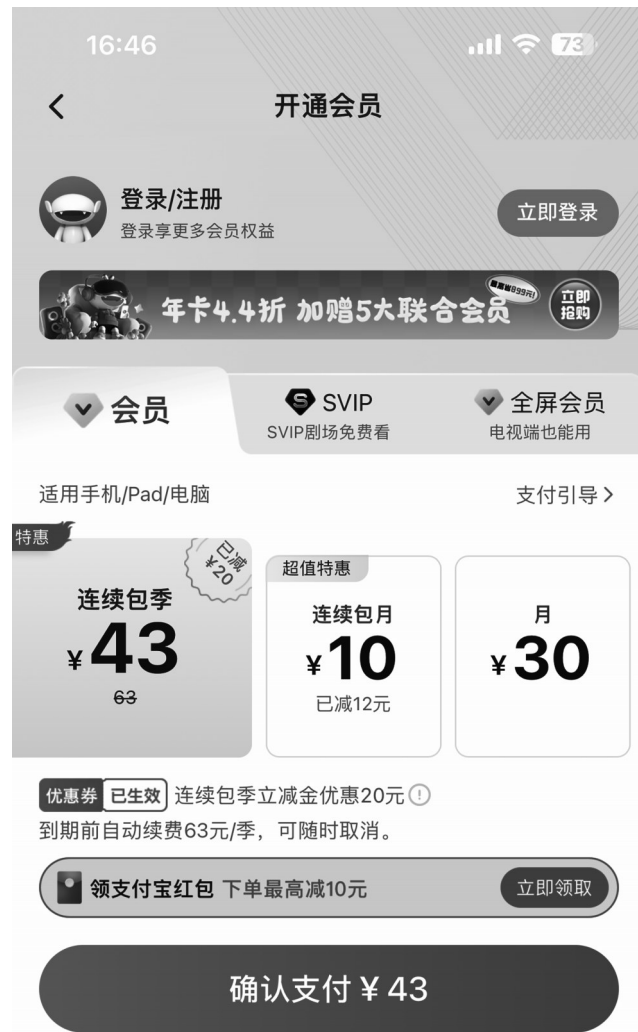 16:46
73
开通会员
登录/注册
登录享更多会员权益
立即登录
年卡4.4折 加赠5大联合会员
立即
抢购
会员
SVIP
SVIP剧场免费看
全屏会员
电视端也能用
适用手机/Pad/电脑
支付引导
特惠
已减
¥20
连续包季
¥43
63
超值特惠
连续包月
¥10
已减12元
月
¥30
优惠券 已生效 连续包季立减金优惠20元
到期前自动续费63元/季，可随时取消。
领支付宝红包 下单最高减10元
立即领取
确认支付 ¥ 43